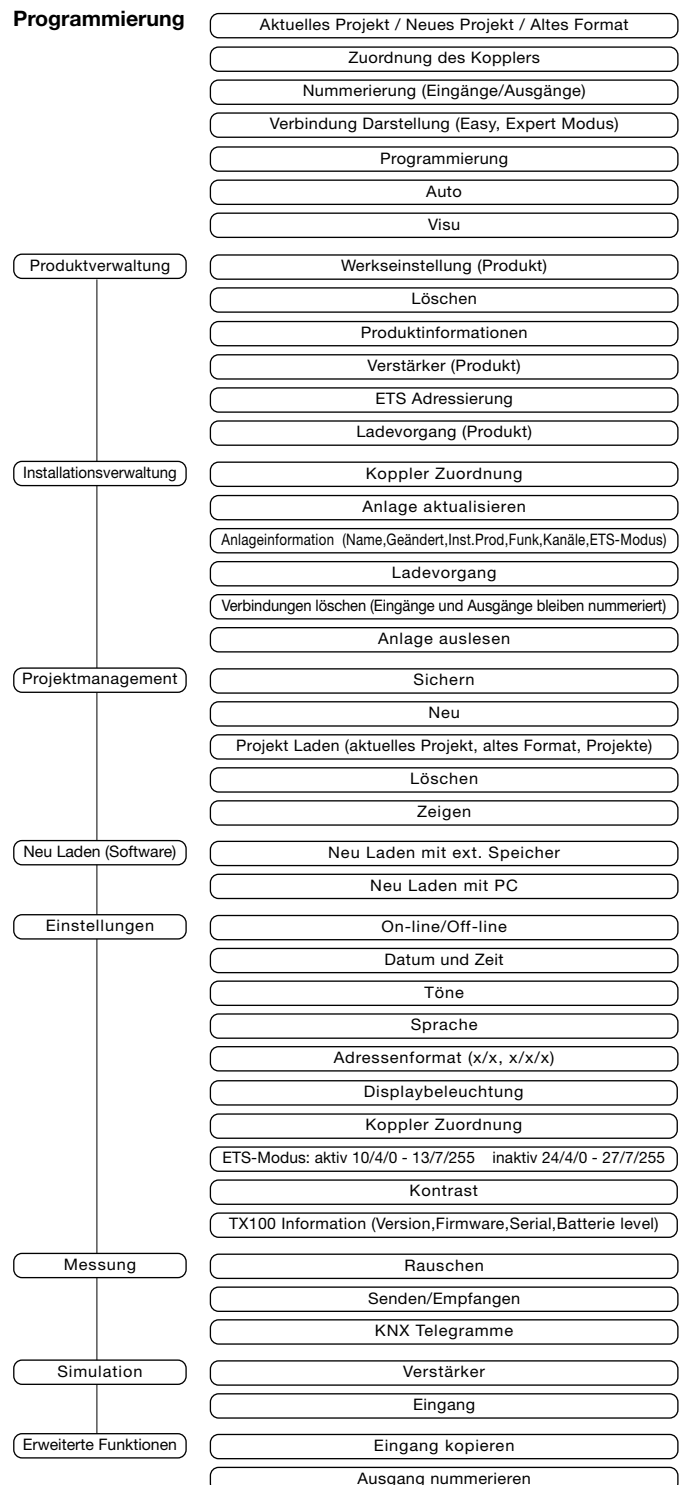 Programmierung
Aktuelles Projekt / Neues Projekt / Altes Format
Zuordnung des Kopplers
Nummerierung (Eingänge/Ausgänge)
Verbindung Darstellung (Easy, Expert Modus)
Programmierung
Auto
Visu
Produktverwaltung
Werkseinstellung (Produkt)
Löschen
Produktinformationen
Verstärker (Produkt)
ETS Adressierung
Ladevorgang (Produkt)
Installationsverwaltung
Koppler Zuordnung
Anlage aktualisieren
Anlageinformation (Name,Geändert,Inst.Prod,Funk,Kanäle,ETS-Modus)
Ladevorgang
Verbindungen löschen (Eingänge und Ausgänge bleiben nummeriert)
Anlage auslesen
Projektmanagement
Sichern
Neu
Projekt Laden (aktuelles Projekt, altes Format, Projekte)
Löschen
Zeigen
Neu Laden (Software)
Neu Laden mit ext. Speicher
Neu Laden mit PC
Einstellungen
On-line/Off-line
Datum und Zeit
Töne
Sprache
Adressenformat (x/x, x/x/x)
Displaybeleuchtung
Koppler Zuordnung
ETS-Modus: aktiv 10/4/0 - 13/7/255 inaktiv 24/4/0 - 27/7/255
Kontrast
TX100 Information (Version,Firmware,Serial,Batterie level)
Messung
Rauschen
Senden/Empfangen
KNX Telegramme
Simulation
Verstärker
Eingang
Erweiterte Funktionen
Eingang kopieren
Ausgang nummerieren